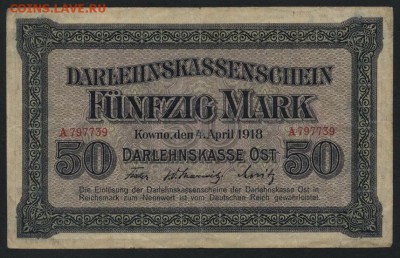 COINS.LAVE.RU
DARLEHNSKASSENSCHEIN
FÜNFZIG MARK
Kowno, den 4. April 1918
A 797739 A 797739
50 DARLEHNSKASSE OST 50
Die Einlösung der Darlehnskassenscheine der Darlehnskasse Ost in
Reichsmark zum Nennwert ist vom Deutschen Reich gewährleistet.